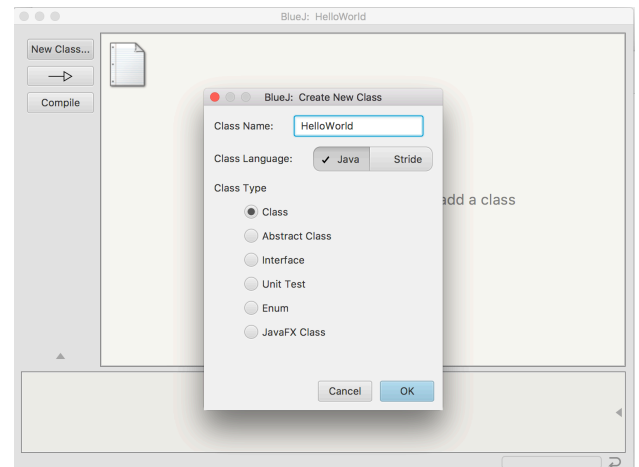 BlueJ: HelloWorld
New Class...
Compile
BlueJ: Create New Class
Class Name: HelloWorld
Class Language: ✓ Java Stride
Class Type
Class
Abstract Class
Interface
Unit Test
Enum
JavaFX Class
add a class
Cancel OK